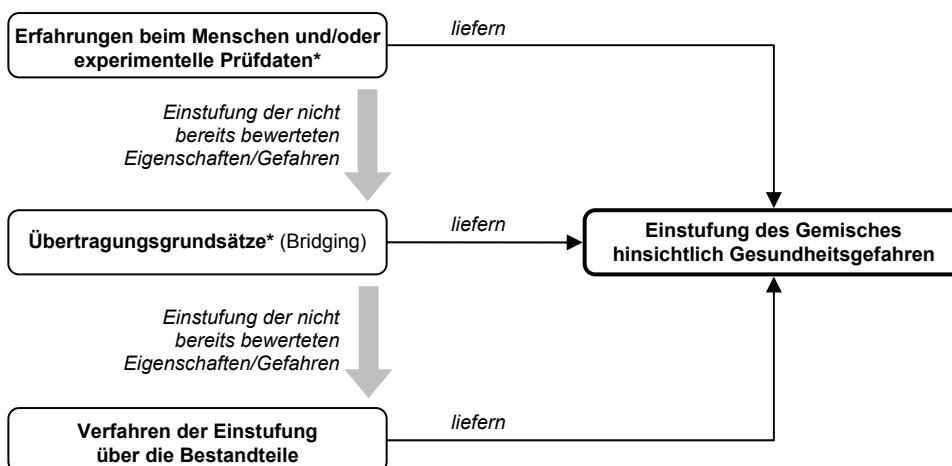 Erfahrungen beim Menschen und/oder
experimentelle Prüfdaten*
liefern
Einstufung der nicht
bereits bewerteten
Eigenschaften/Gefahren
Übertragungsgrundsätze* (Bridging)
liefern
Einstufung des Gemisches
hinsichtlich Gesundheitsgefahren
Einstufung der nicht
bereits bewerteten
Eigenschaften/Gefahren
Verfahren der Einstufung
über die Bestandteile
liefern